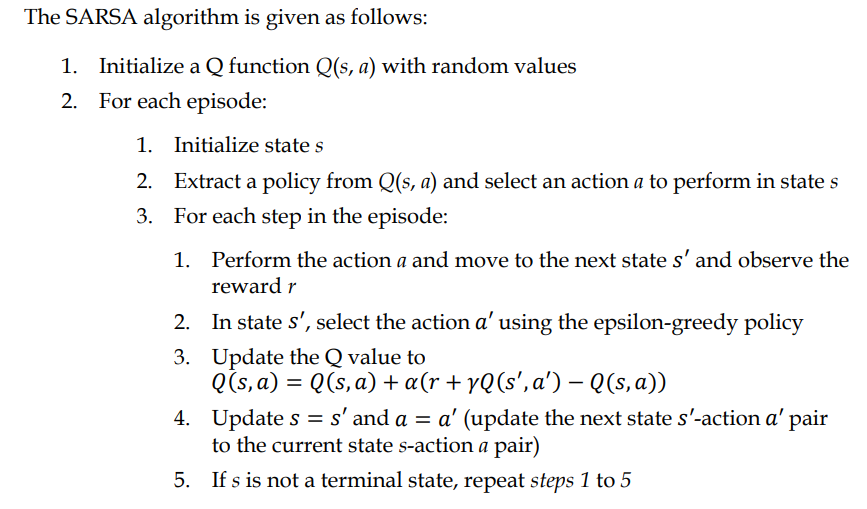 The SARSA algorithm is given as follows:
1. Initialize a Q function Q(s, a) with random values
2. For each episode:
1. Initialize state s
2. Extract a policy from Q(s, a) and select an action a to perform in state s
3. For each step in the episode:
1. Perform the action a and move to the next state s′ and observe the
reward r
2. In state s′, select the action a′ using the epsilon-greedy policy
3. Update the Q value to
Q(s, a) = Q(s, a) + α(r + γQ(s′, a′) − Q(s, a))
4. Update s = s′ and a = a′ (update the next state s′-action a′ pair
to the current state s-action a pair)
5. If s is not a terminal state, repeat steps 1 to 5